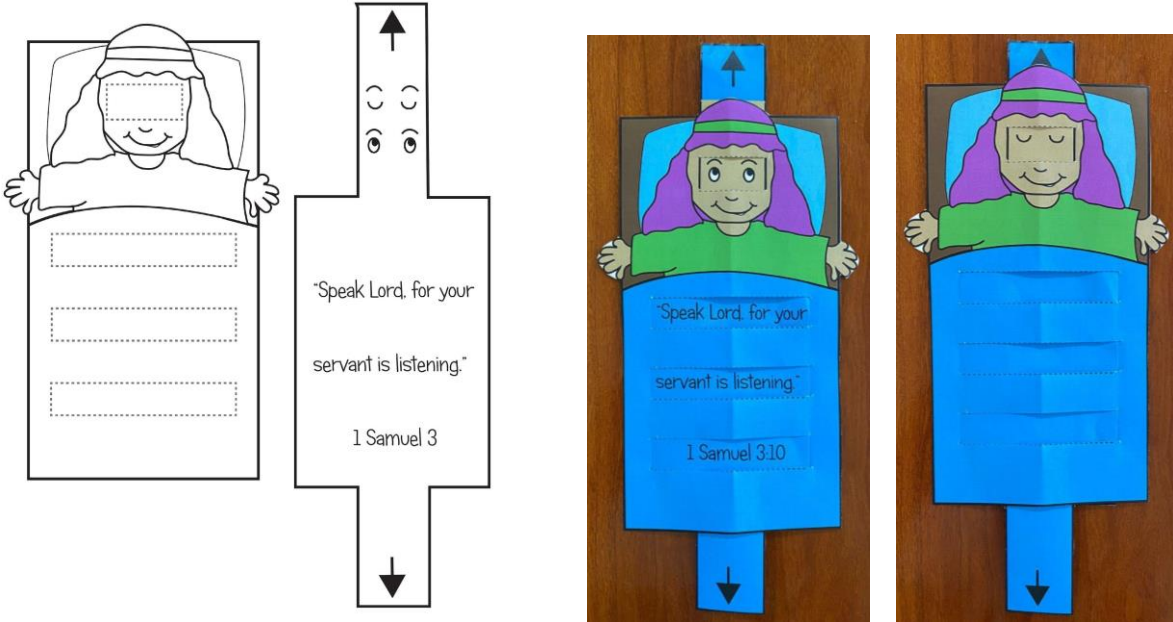 "Speak Lord, for your
servant is listening."
1 Samuel 3
"Speak Lord, for your
servant is listening."
1 Samuel 3:10